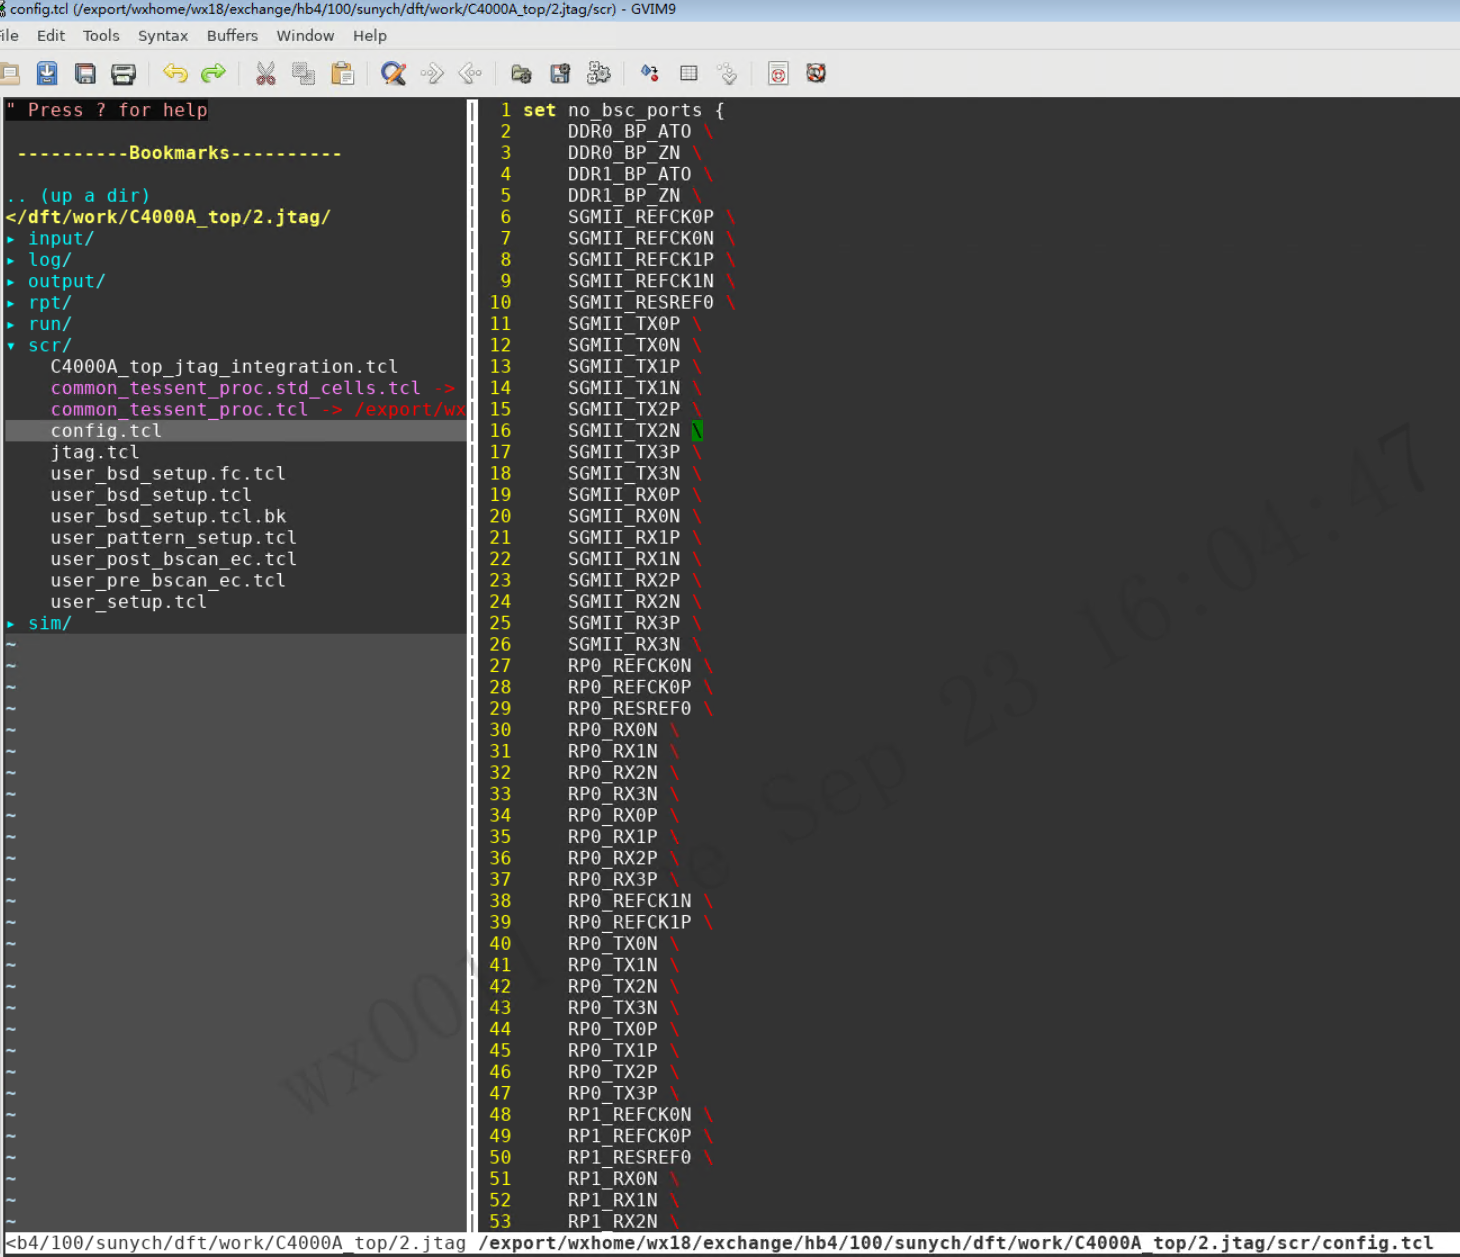 config.tcl (/export/wxhome/wx18/exchange/hb4/100/sunych/dft/work/C4000A_top/2.jtag/scr) - GVIM9
ile Edit Tools Syntax Buffers Window Help
" Press ? for help
----------Bookmarks----------
.. (up a dir)
</dft/work/C4000A_top/2.jtag/
▸ input/
▸ log/
▸ output/
▸ rpt/
▸ run/
▾ scr/
C4000A_top_jtag_integration.tcl
common_tessent_proc.std_cells.tcl ->
common_tessent_proc.tcl -> /export/wx
config.tcl
jtag.tcl
user_bsd_setup.fc.tcl
user_bsd_setup.tcl
user_bsd_setup.tcl.bk
user_pattern_setup.tcl
user_post_bscan_ec.tcl
user_pre_bscan_ec.tcl
user_setup.tcl
▸ sim/
1 set no_bsc_ports {
2 DDR0_BP_ATO \
3 DDR0_BP_ZN \
4 DDR1_BP_ATO \
5 DDR1_BP_ZN \
6 SGMII_REFCK0P \
7 SGMII_REFCK0N \
8 SGMII_REFCK1P \
9 SGMII_REFCK1N \
10 SGMII_RESREF0 \
11 SGMII_TX0P \
12 SGMII_TX0N \
13 SGMII_TX1P \
14 SGMII_TX1N \
15 SGMII_TX2P \
16 SGMII_TX2N \
17 SGMII_TX3P \
18 SGMII_TX3N \
19 SGMII_RX0P \
20 SGMII_RX0N \
21 SGMII_RX1P \
22 SGMII_RX1N \
23 SGMII_RX2P \
24 SGMII_RX2N \
25 SGMII_RX3P \
26 SGMII_RX3N \
27 RP0_REFCK0N \
28 RP0_REFCK0P \
29 RP0_RESREF0 \
30 RP0_RX0N \
31 RP0_RX1N \
32 RP0_RX2N \
33 RP0_RX3N \
34 RP0_RX0P \
35 RP0_RX1P \
36 RP0_RX2P \
37 RP0_RX3P \
38 RP0_REFCK1N \
39 RP0_REFCK1P \
40 RP0_TX0N \
41 RP0_TX1N \
42 RP0_TX2N \
43 RP0_TX3N \
44 RP0_TX0P \
45 RP0_TX1P \
46 RP0_TX2P \
47 RP0_TX3P \
48 RP1_REFCK0N \
49 RP1_REFCK0P \
50 RP1_RESREF0 \
51 RP1_RX0N \
52 RP1_RX1N \
53 RP1_RX2N \
<b4/100/sunych/dft/work/C4000A_top/2.jtag /export/wxhome/wx18/exchange/hb4/100/sunych/dft/work/C4000A_top/2.jtag/scr/config.tcl
Sep 23 16:04:47